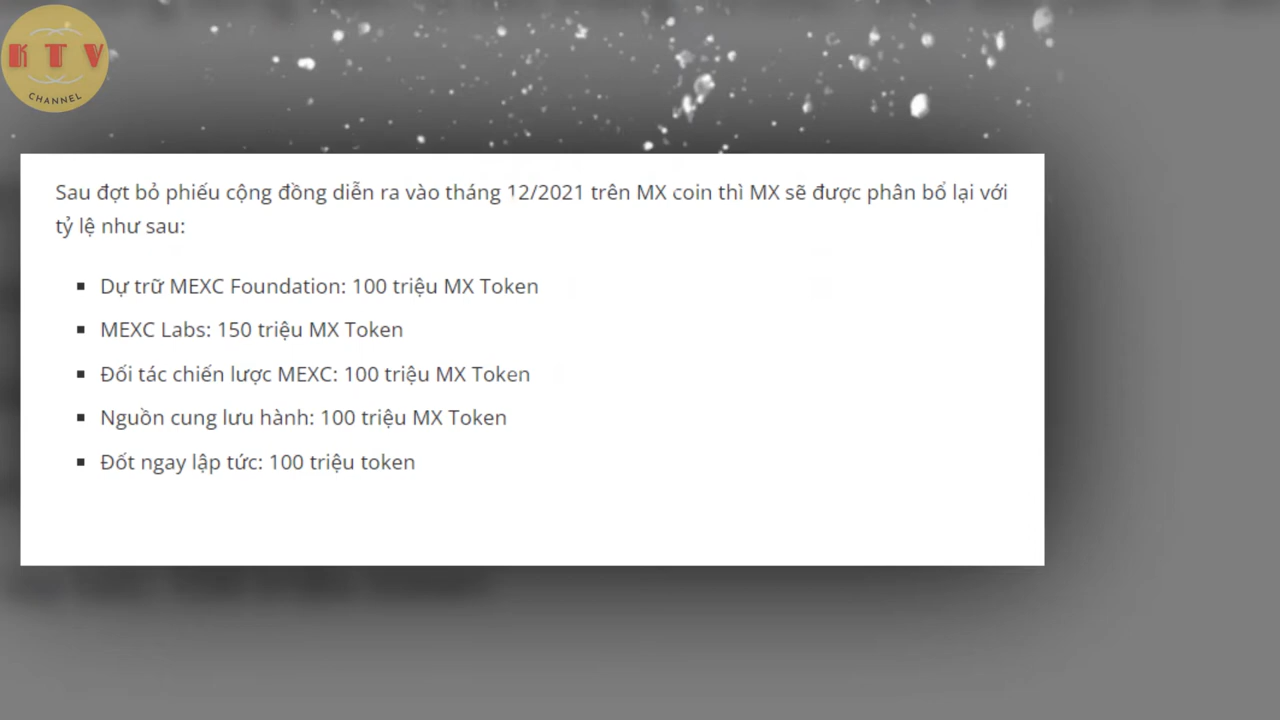 KTV
CHANNEL
Sau đợt bỏ phiếu cộng đồng diễn ra vào tháng 12/2021 trên MX coin thì MX sẽ được phân bổ lại với
tỷ lệ như sau:
▪ Dự trữ MEXC Foundation: 100 triệu MX Token
▪ MEXC Labs: 150 triệu MX Token
▪ Đối tác chiến lược MEXC: 100 triệu MX Token
▪ Nguồn cung lưu hành: 100 triệu MX Token
▪ Đốt ngay lập tức: 100 triệu token